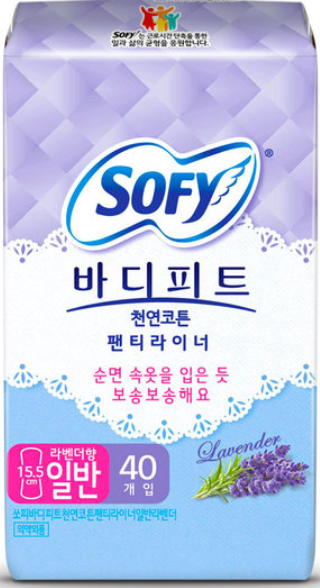 SOFY는 근로시간 단축을 통한
일과 삶의 균형을 응원합니다.
SOFY®
바디피트
천연코튼
팬티라이너
순면 속옷을 입은 듯
보송보송해요
Lavender
라벤더향
15.5cm 일반
40개입
쏘피바디피트천연코튼팬티라이너일반라벤더
의약외품